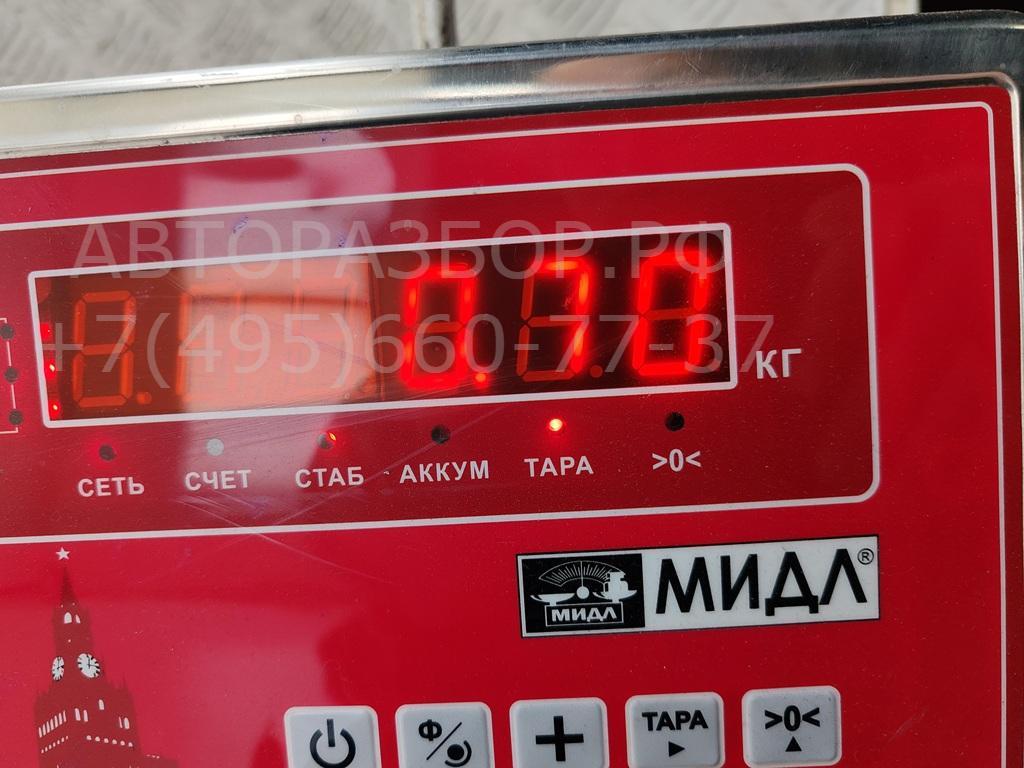 АВТОРАЗБОР.РФ
+7(495)660-77-37
0.70 КГ
СЕТЬ СЧЕТ СТАБ АККУМ ТАРА >0<
МИДЛ МИДЛ®
Ф ТАРА >0<